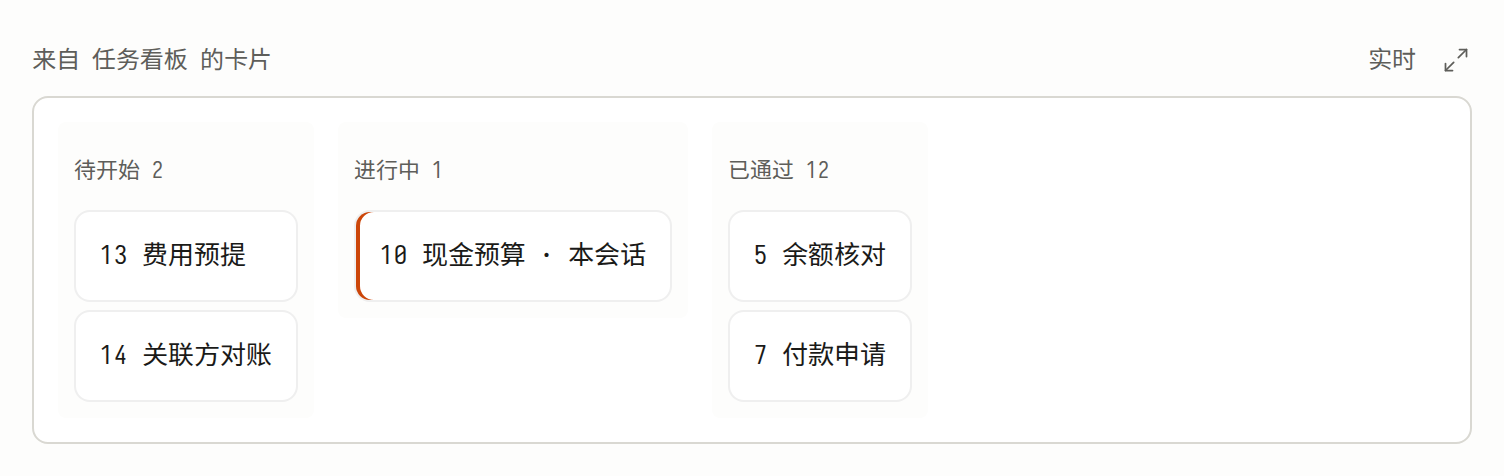 来自 任务看板 的卡片
实时
待开始 2
13 费用预提
14 关联方对账
进行中 1
10 现金预算 · 本会话
已通过 12
5 余额核对
7 付款申请